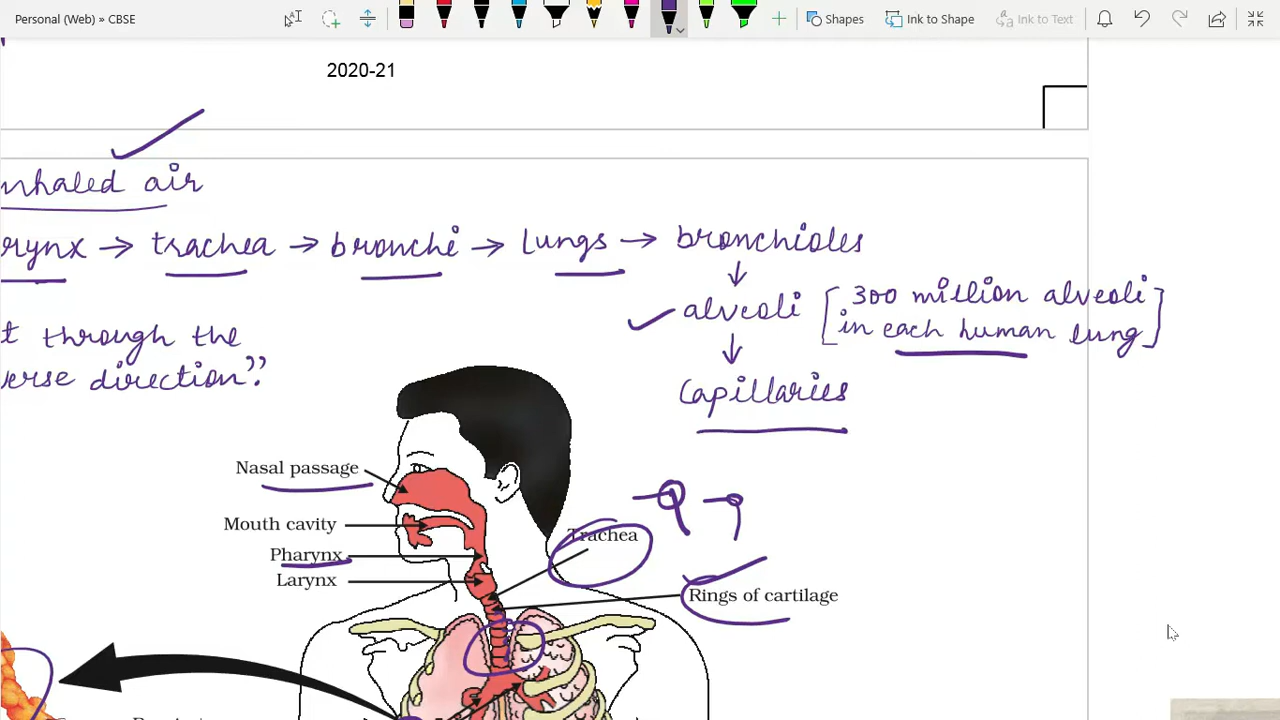 Personal (Web) » CBSE
Shapes
Ink to Shape
Ink to Text
2020-21
nhaled air
rynx → trachea → bronchi → lungs → bronchioles
↓
alveoli [300 million alveoli
in each human lung]
↓
Capillaries
t through the
erse direction"?
Nasal passage
Mouth cavity
Pharynx
Larynx
Trachea
Rings of cartilage